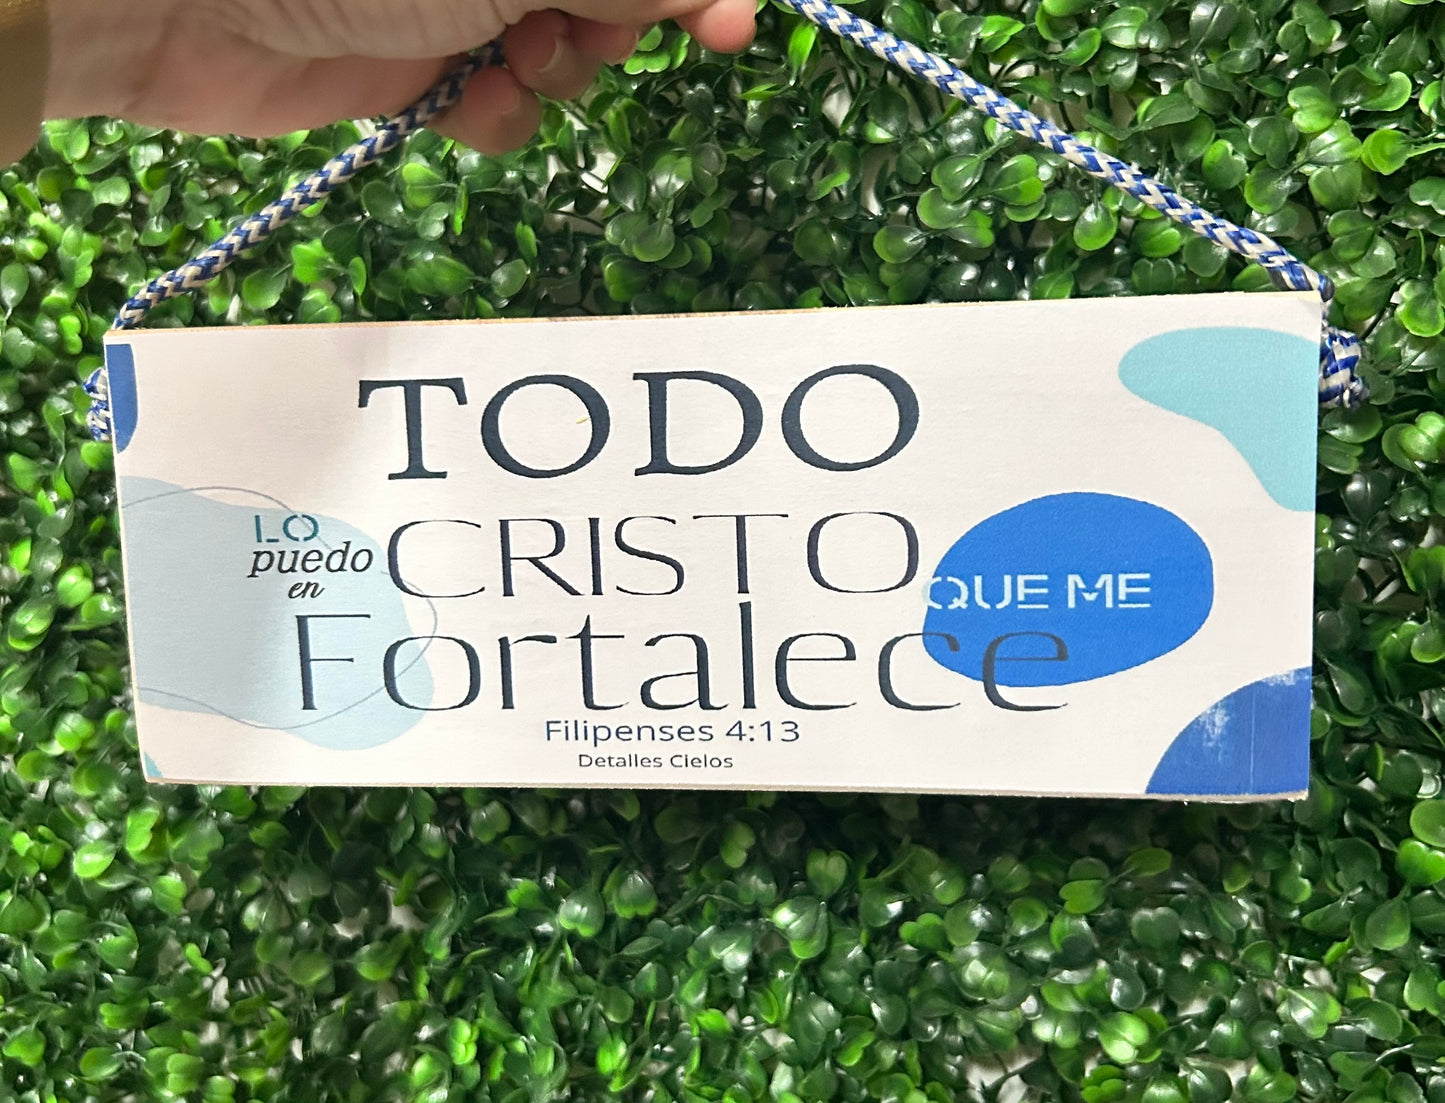 TODO
LO
puedo
en
CRISTO
QUE ME
Fortalece
Filipenses 4:13
Detalles Cielos